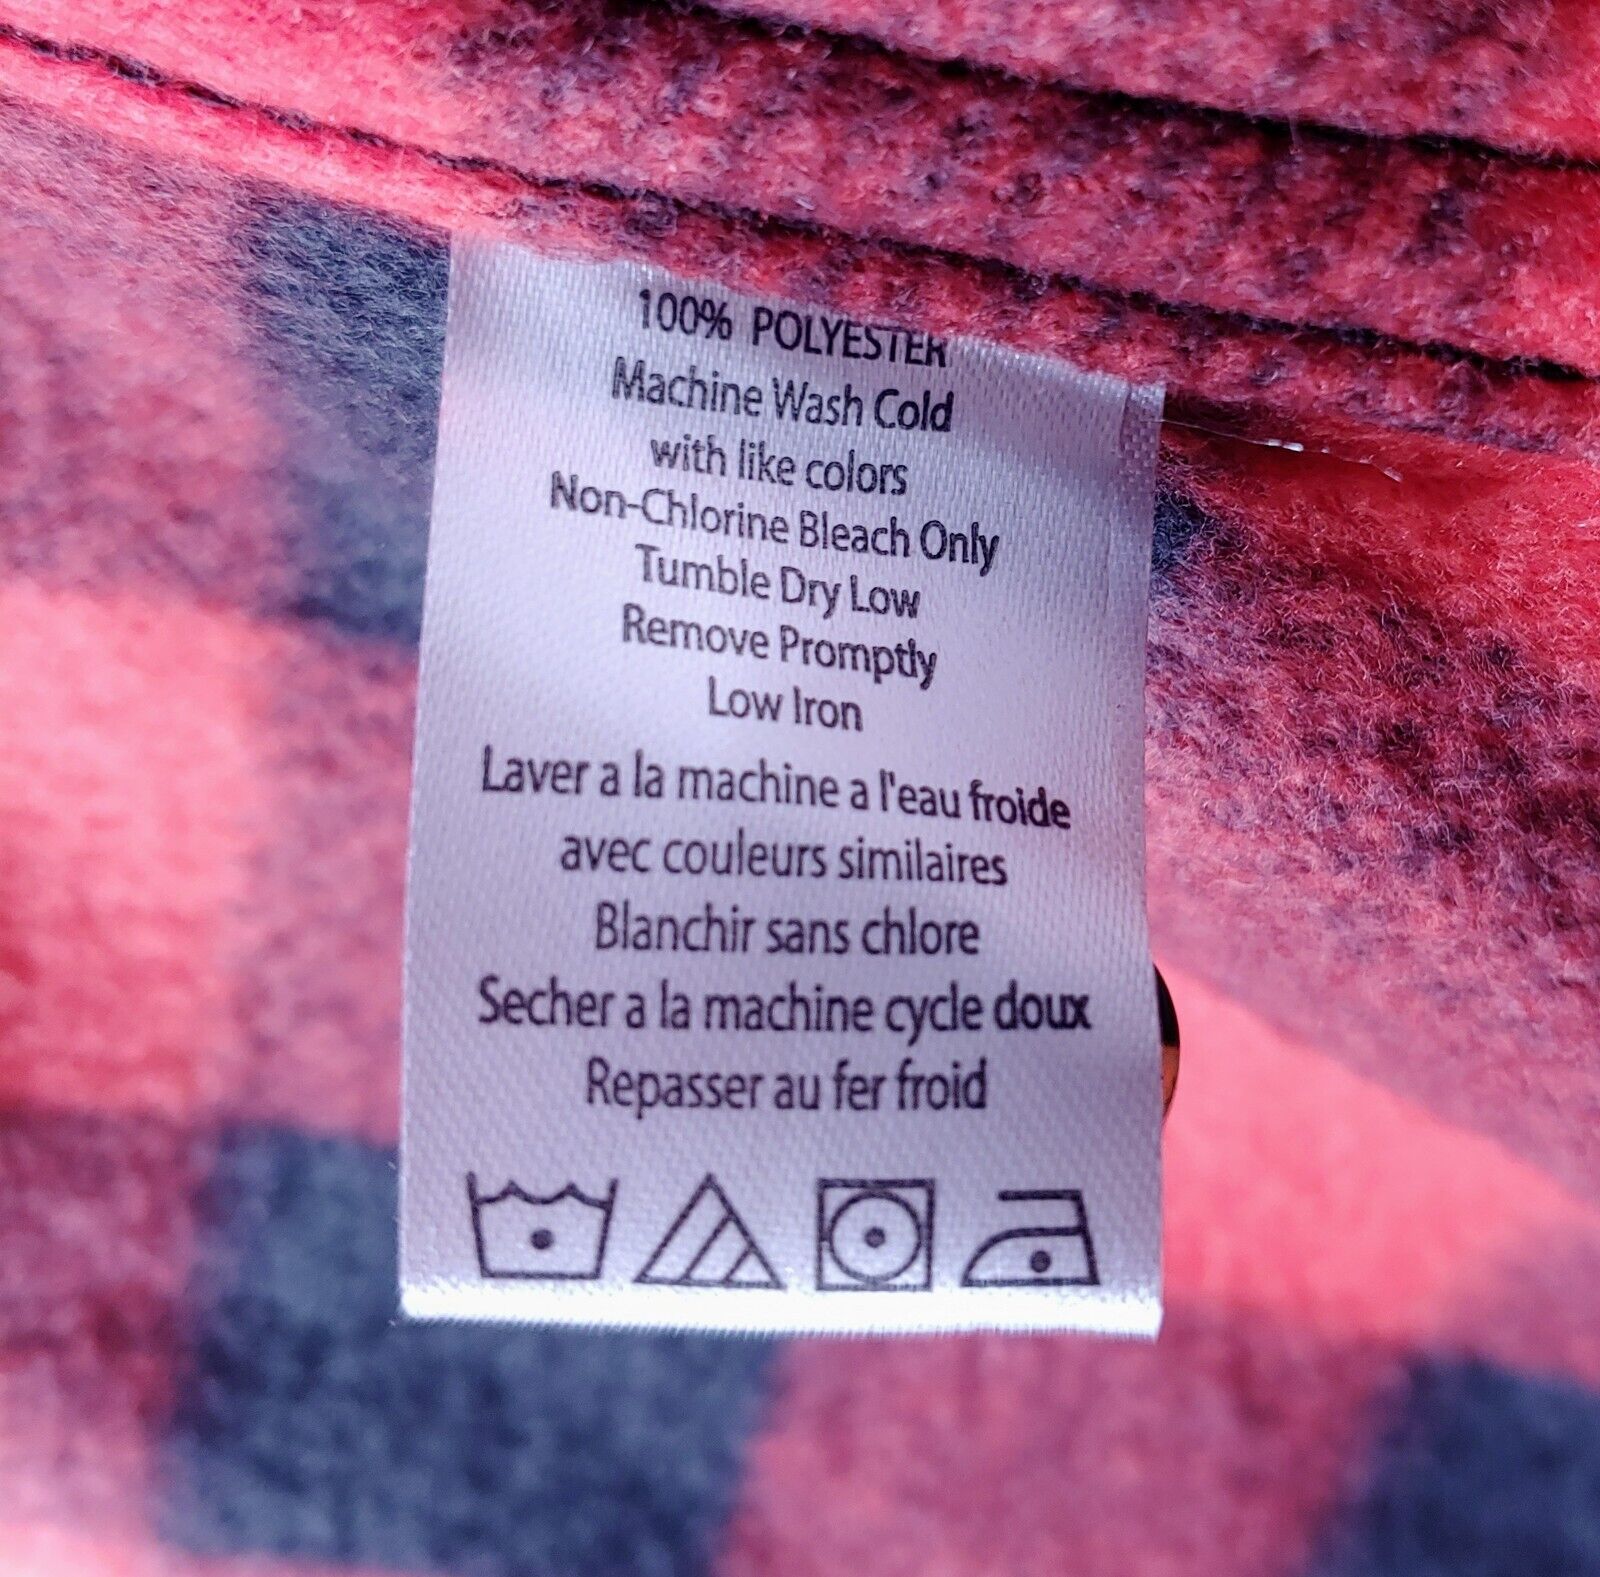 100% POLYESTER
Machine Wash Cold
with like colors
Non-Chlorine Bleach Only
Tumble Dry Low
Remove Promptly
Low Iron
Laver a la machine a l'eau froide
avec couleurs similaires
Blanchir sans chlore
Secher a la machine cycle doux
Repasser au fer froid